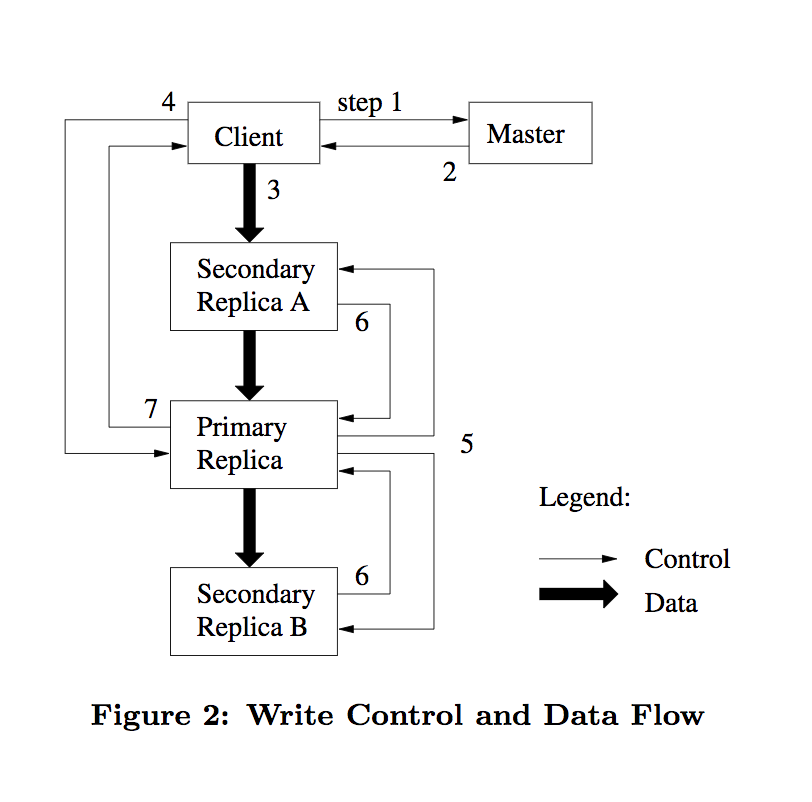 4
step 1
Client
Master
2
3
Secondary
Replica A
6
7
Primary
Replica
5
Legend:
Control
6
Secondary
Replica B
Data
Figure 2: Write Control and Data Flow